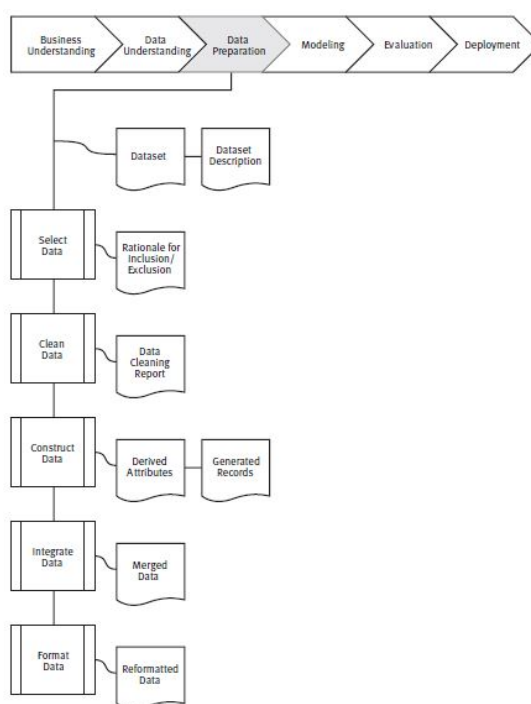 Business
Understanding
Data
Understanding
Data
Preparation
Modeling
Evaluation
Deployment
Dataset
Dataset
Description
Select
Data
Rationale for
Inclusion/
Exclusion
Clean
Data
Data
Cleaning
Report
Construct
Data
Derived
Attributes
Generated
Records
Integrate
Data
Merged
Data
Format
Data
Reformatted
Data